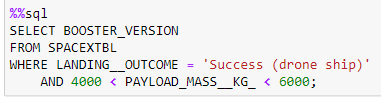 %%sql
SELECT BOOSTER_VERSION
FROM SPACEXTBL
WHERE LANDING__OUTCOME = 'Success (drone ship)'
    AND 4000 < PAYLOAD_MASS__KG_ < 6000;